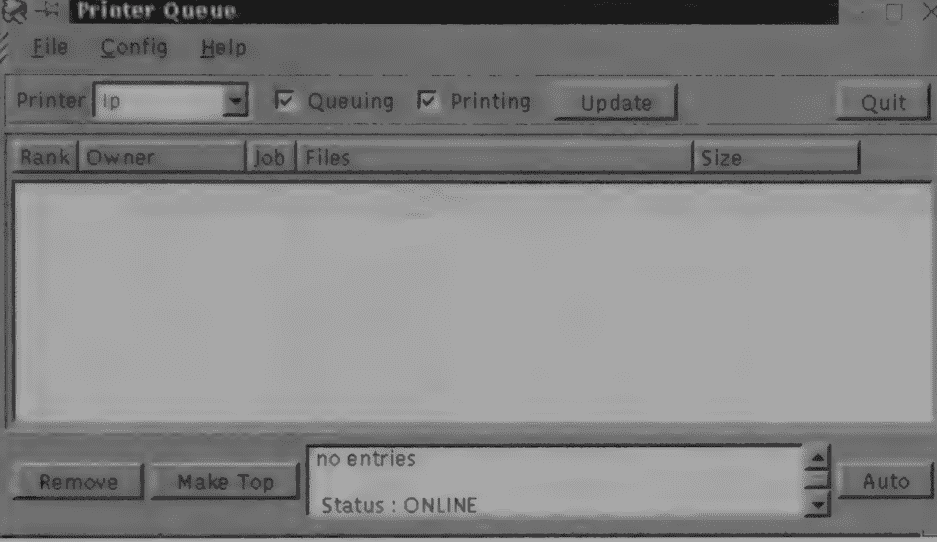 Printer Queue
File Config Help
Printer lp Queuing Printing Update Quit
Rank Owner Job Files Size
no entries
Status : ONLINE
Remove Make Top Auto